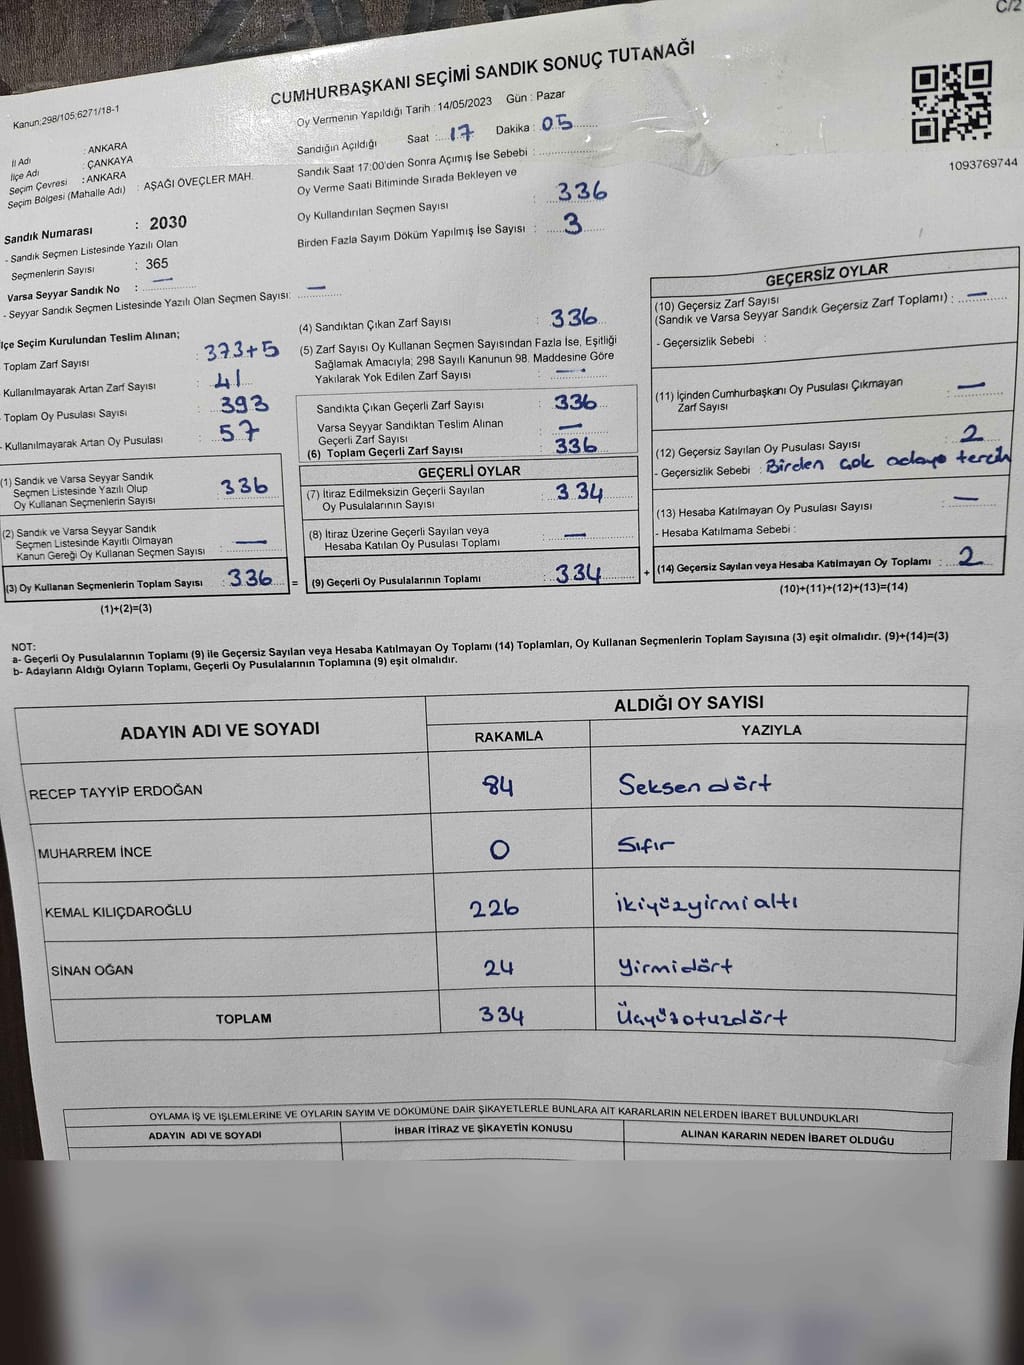 C/2
CUMHURBAŞKANI SEÇİMİ SANDIK SONUÇ TUTANAĞI
Kanun:298/105;6271/18-1
Oy Vermenin Yapıldığı Tarih : 14/05/2023 Gün : Pazar
Sandığın Açıldığı Saat : 17 Dakika : 05
Sandık Saat 17:00'den Sonra Açımış İse Sebebi :
1093769744
İl Adı : ANKARA
İlçe Adı : ÇANKAYA
Seçim Çevresi : ANKARA
Seçim Bölgesi (Mahalle Adı) : AŞAĞI ÖVEÇLER MAH.
Oy Verme Saati Bitiminde Sırada Bekleyen ve
Oy Kullandırılan Seçmen Sayısı : 336
Birden Fazla Sayım Döküm Yapılmış İse Sayısı : 3
Sandık Numarası : 2030
- Sandık Seçmen Listesinde Yazılı Olan
Seçmenlerin Sayısı : 365
Varsa Seyyar Sandık No : —
- Seyyar Sandık Seçmen Listesinde Yazılı Olan Seçmen Sayısı: —
İlçe Seçim Kurulundan Teslim Alınan;
- Toplam Zarf Sayısı : 373+5
- Kullanılmayarak Artan Zarf Sayısı : 41
- Toplam Oy Pusulası Sayısı : 393
- Kullanılmayarak Artan Oy Pusulası : 57
(1) Sandık ve Varsa Seyyar Sandık
Seçmen Listesinde Yazılı Olup
Oy Kullanan Seçmenlerin Sayısı : 336
(2) Sandık ve Varsa Seyyar Sandık
Seçmen Listesinde Kayıtlı Olmayan
Kanun Gereği Oy Kullanan Seçmen Sayısı : —
(3) Oy Kullanan Seçmenlerin Toplam Sayısı : 336 =
(1)+(2)=(3)
(4) Sandıktan Çıkan Zarf Sayısı : 336
(5) Zarf Sayısı Oy Kullanan Seçmen Sayısından Fazla İse, Eşitliği
Sağlamak Amacıyla; 298 Sayılı Kanunun 98. Maddesine Göre
Yakılarak Yok Edilen Zarf Sayısı : —
Sandıkta Çıkan Geçerli Zarf Sayısı : 336
Varsa Seyyar Sandıktan Teslim Alınan
Geçerli Zarf Sayısı : —
(6) Toplam Geçerli Zarf Sayısı : 336
GEÇERLİ OYLAR
(7) İtiraz Edilmeksizin Geçerli Sayılan
Oy Pusulalarının Sayısı : 334
(8) İtiraz Üzerine Geçerli Sayılan veya
Hesaba Katılan Oy Pusulası Toplamı : —
(9) Geçerli Oy Pusulalarının Toplamı : 334 +
GEÇERSİZ OYLAR
(10) Geçersiz Zarf Sayısı
(Sandık ve Varsa Seyyar Sandık Geçersiz Zarf Toplamı) : —
- Geçersizlik Sebebi :
(11) İçinden Cumhurbaşkanı Oy Pusulası Çıkmayan
Zarf Sayısı : —
(12) Geçersiz Sayılan Oy Pusulası Sayısı : 2
- Geçersizlik Sebebi : Birden çok adaya tercih
(13) Hesaba Katılmayan Oy Pusulası Sayısı : —
- Hesaba Katılmama Sebebi :
(14) Geçersiz Sayılan veya Hesaba Katılmayan Oy Toplamı : 2
(10)+(11)+(12)+(13)=(14)
NOT:
a- Geçerli Oy Pusulalarının Toplamı (9) ile Geçersiz Sayılan veya Hesaba Katılmayan Oy Toplamı (14) Toplamları, Oy Kullanan Seçmenlerin Toplam Sayısına (3) eşit olmalıdır. (9)+(14)=(3)
b- Adayların Aldığı Oyların Toplamı, Geçerli Oy Pusulalarının Toplamına (9) eşit olmalıdır.
ADAYIN ADI VE SOYADI ALDIĞI OY SAYISI
RAKAMLA YAZIYLA
RECEP TAYYİP ERDOĞAN 84 Seksen dört
MUHARREM İNCE 0 Sıfır
KEMAL KILIÇDAROĞLU 226 ikiyüzyirmialtı
SİNAN OĞAN 24 Yirmidört
TOPLAM 334 Üçyüzotuzdört
OYLAMA İŞ VE İŞLEMLERİNE VE OYLARIN SAYIM VE DÖKÜMÜNE DAİR ŞİKAYETLERLE BUNLARA AİT KARARLARIN NELERDEN İBARET BULUNDUKLARI
ADAYIN ADI VE SOYADI İHBAR İTİRAZ VE ŞİKAYETİN KONUSU ALINAN KARARIN NEDEN İBARET OLDUĞU